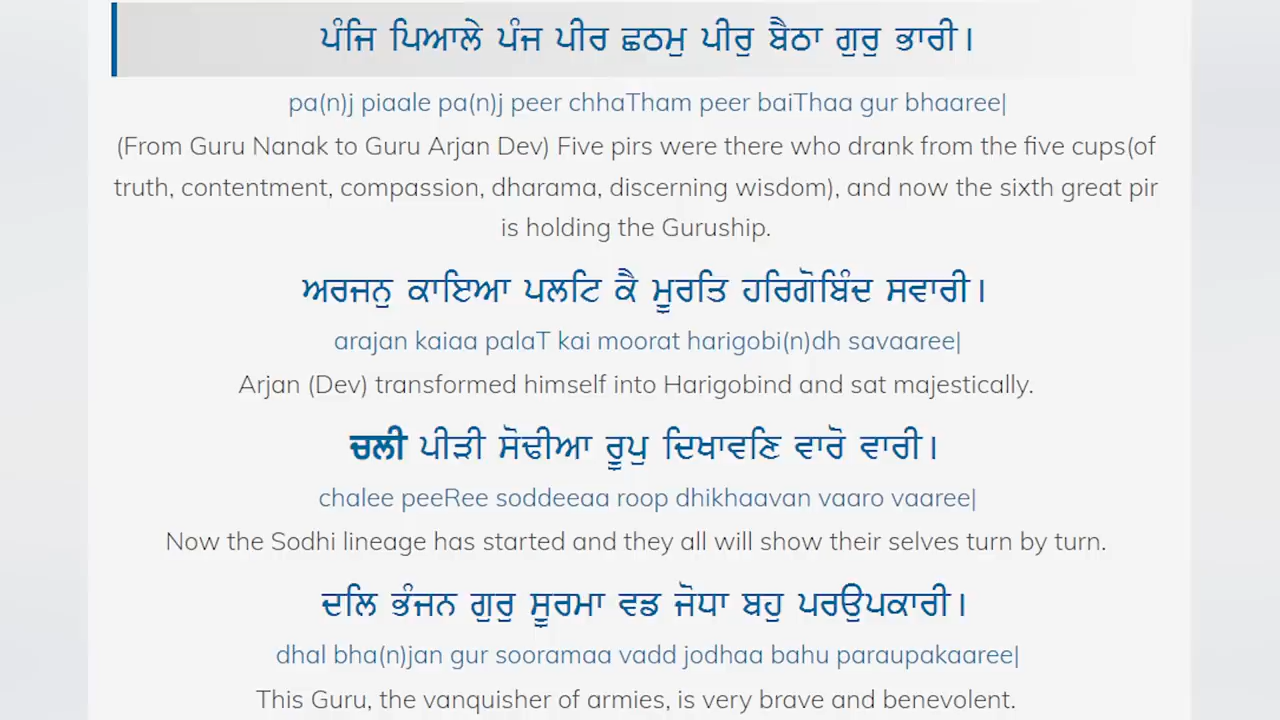 ਪੰਜਿ ਪਿਆਲੇ ਪੰਜ ਪੀਰ ਛਠਮੁ ਪੀਰੁ ਬੈਠਾ ਗੁਰੁ ਭਾਰੀ।
pa(n)j piaale pa(n)j peer chhaTham peer baiThaa gur bhaaree|
(From Guru Nanak to Guru Arjan Dev) Five pirs were there who drank from the five cups(of
truth, contentment, compassion, dharama, discerning wisdom), and now the sixth great pir
is holding the Guruship.
ਅਰਜਨੁ ਕਾਇਆ ਪਲਟਿ ਕੈ ਮੂਰਤਿ ਹਰਿਗੋਬਿੰਦ ਸਵਾਰੀ।
arajan kaiaa palaT kai moorat harigobi(n)dh savaaree|
Arjan (Dev) transformed himself into Harigobind and sat majestically.
ਚਲੀ ਪੀੜੀ ਸੋਢੀਆ ਰੂਪੁ ਦਿਖਾਵਣਿ ਵਾਰੋ ਵਾਰੀ।
chalee peeRee soddeeaa roop dhikhaavan vaaro vaaree|
Now the Sodhi lineage has started and they all will show their selves turn by turn.
ਦਲਿ ਭੰਜਨ ਗੁਰੁ ਸੂਰਮਾ ਵਡ ਜੋਧਾ ਬਹੁ ਪਰਉਪਕਾਰੀ।
dhal bha(n)jan gur sooramaa vadd jodhaa bahu paraupakaaree|
This Guru, the vanquisher of armies, is very brave and benevolent.